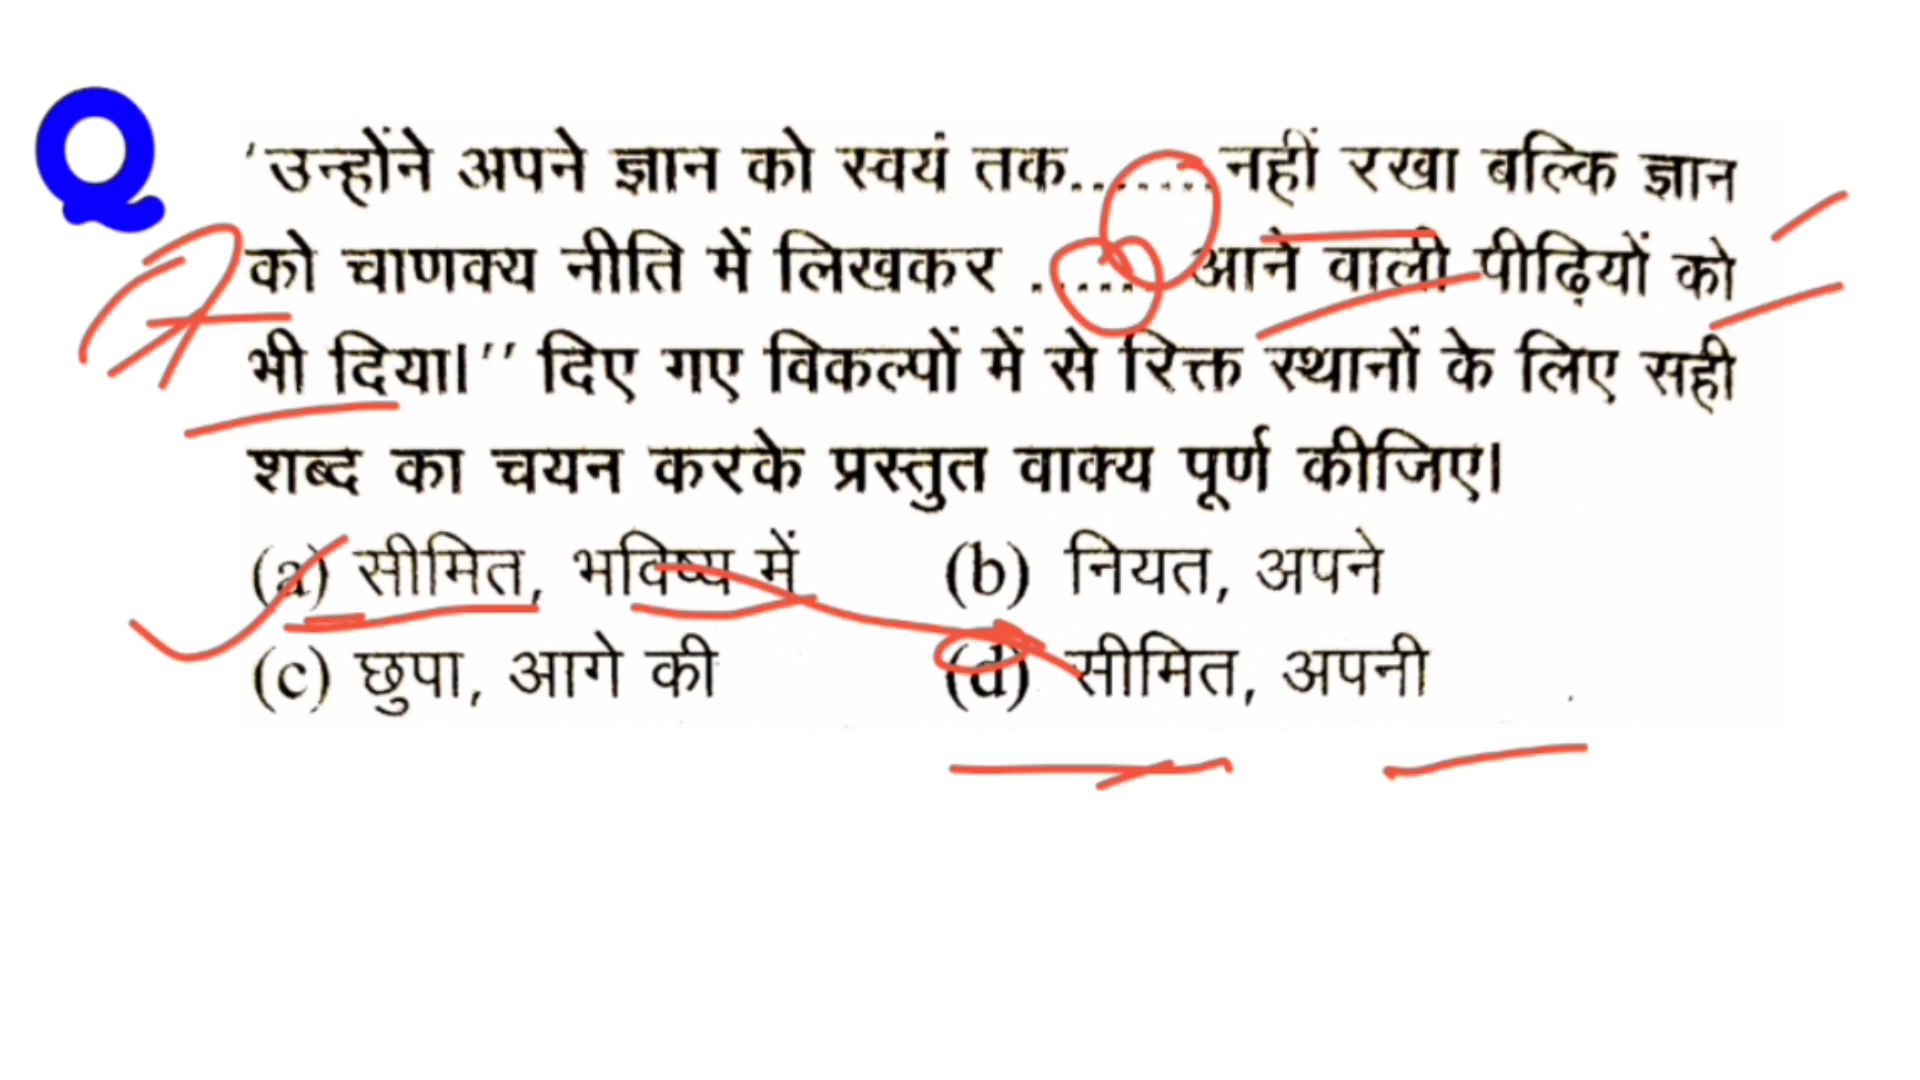 Q
'उन्होंने अपने ज्ञान को स्वयं तक........नहीं रखा बल्कि ज्ञान
को चाणक्य नीति में लिखकर ...... आने वाली पीढ़ियों को
भी दिया।'' दिए गए विकल्पों में से रिक्त स्थानों के लिए सही
शब्द का चयन करके प्रस्तुत वाक्य पूर्ण कीजिए।
(a) सीमित, भविष्य में (b) नियत, अपने
(c) छुपा, आगे की (d) सीमित, अपनी